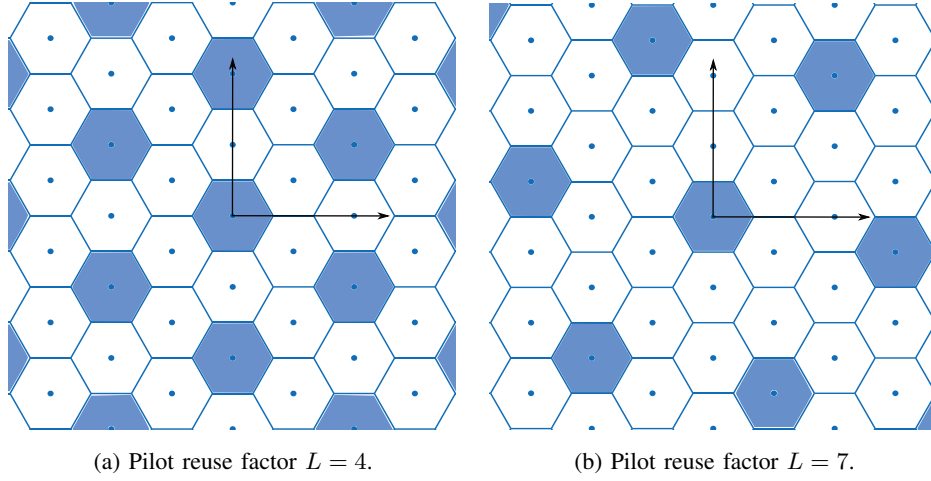 (a) Pilot reuse factor L = 4.
(b) Pilot reuse factor L = 7.